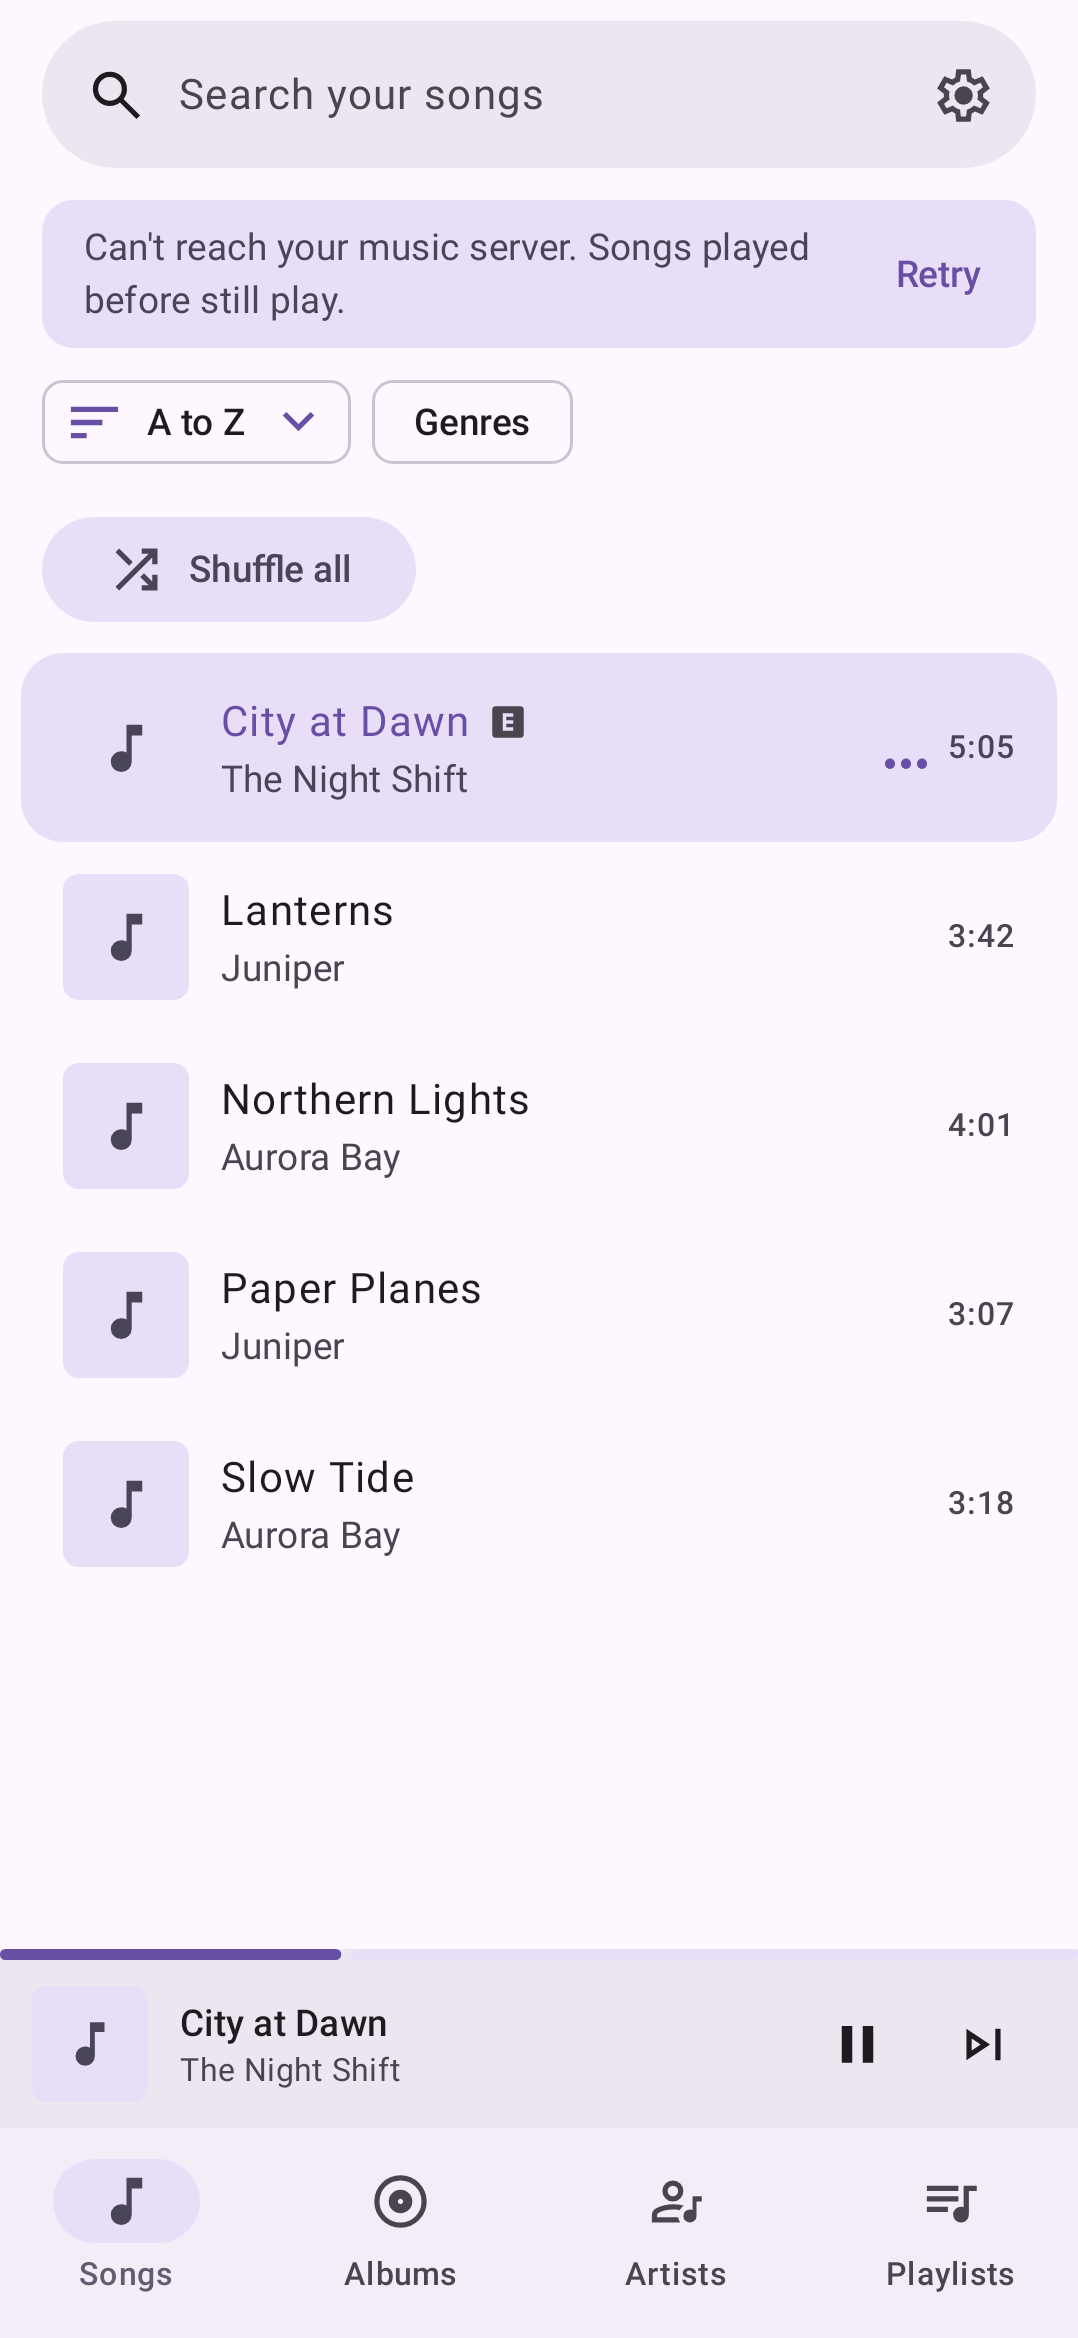 Search your songs
Can't reach your music server. Songs played
before still play.
Retry
A to Z
Genres
Shuffle all
City at Dawn E
The Night Shift
5:05
Lanterns
Juniper
3:42
Northern Lights
Aurora Bay
4:01
Paper Planes
Juniper
3:07
Slow Tide
Aurora Bay
3:18
City at Dawn
The Night Shift
Songs
Albums
Artists
Playlists